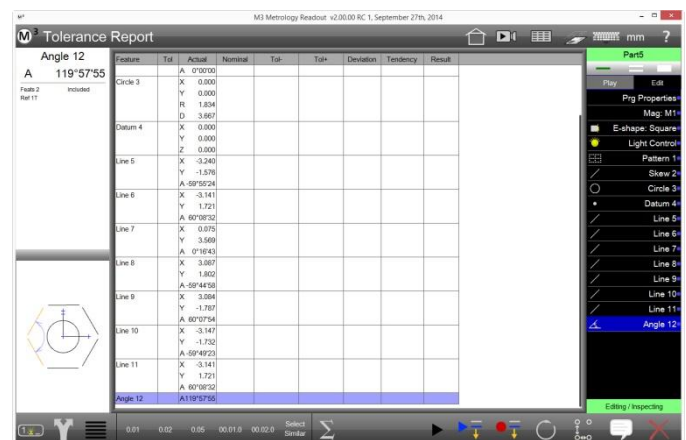 M3 Metrology Readout v2.00.00 RC 1, September 27th, 2014
M3 Tolerance Report
mm ?
Angle 12
A 119°57'55
Feats 2 Included
Ref 17
Feature Tol Actual Nominal Tol- Tol+ Deviation Tendency Result
A 0°00'00
Circle 3 X 0.000
Y 0.000
R 1.834
D 3.667
Datum 4 X 0.000
Y 0.000
Z 0.000
Line 5 X -3.240
Y -1.576
A -59°55'24
Line 6 X -3.141
Y 1.721
A 60°08'32
Line 7 X 0.075
Y 3.569
A 0°16'43
Line 8 X 3.087
Y 1.802
A -59°44'58
Line 9 X 3.084
Y -1.787
A 60°07'54
Line 10 X -3.147
Y -1.732
A -59°49'23
Line 11 X -3.141
Y 1.721
A 60°08'32
Angle 12 A119°57'55
Part5
Play Edit
Prg Properties
Mag: M1
E-shape: Square
Light Control
Pattern 1
Skew 2
Circle 3
Datum 4
Line 5
Line 6
Line 7
Line 8
Line 9
Line 10
Line 11
Angle 12
Editing / Inspecting
0.01 0.02 0.05 00.01.0 00.02.0 Select Similar